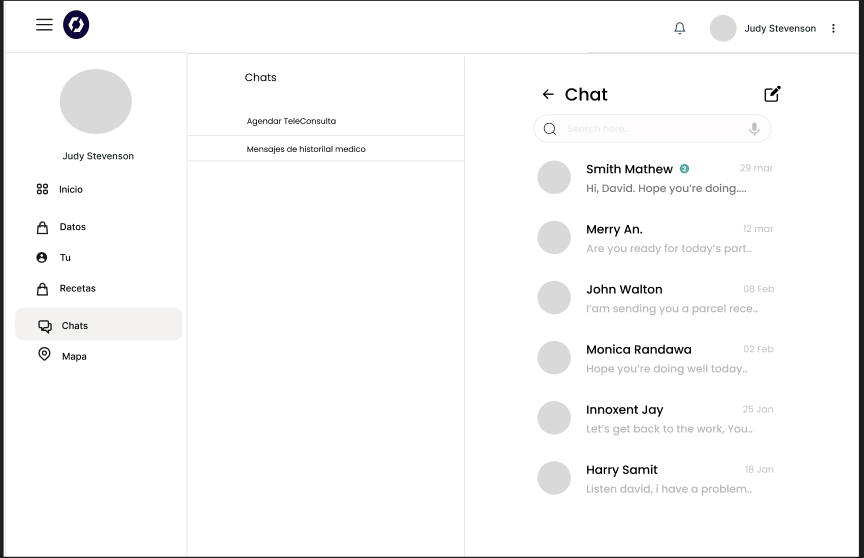 Judy Stevenson
Judy Stevenson
Inicio
Datos
Tu
Recetas
Chats
Mapa
Chats
Agendar TeleConsulta
Mensajes de historilal medico
Chat
Search here..
Smith Mathew 2 29 mar
Hi, David. Hope you're doing....
Merry An. 12 mar
Are you ready for today's part..
John Walton 08 Feb
I'am sending you a parcel rece..
Monica Randawa 02 Feb
Hope you're doing well today..
Innoxent Jay 25 Jan
Let's get back to the work, You..
Harry Samit 18 Jan
Listen david, i have a problem..